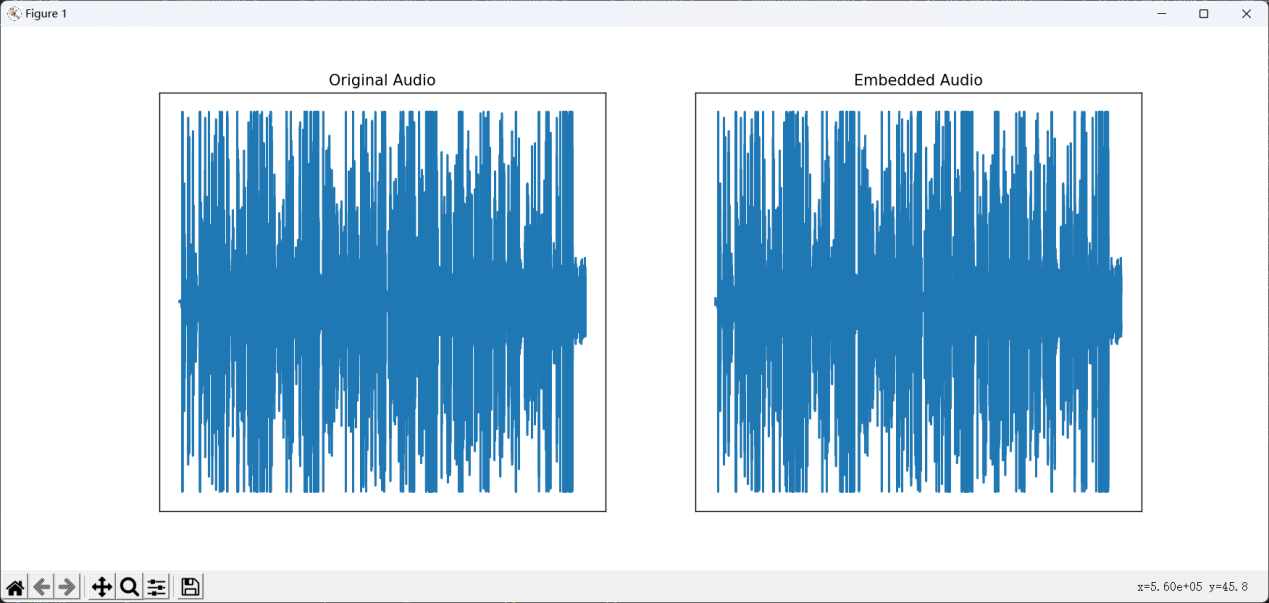 Figure 1
Original Audio
Embedded Audio
x=5.60e+05 y=45.8